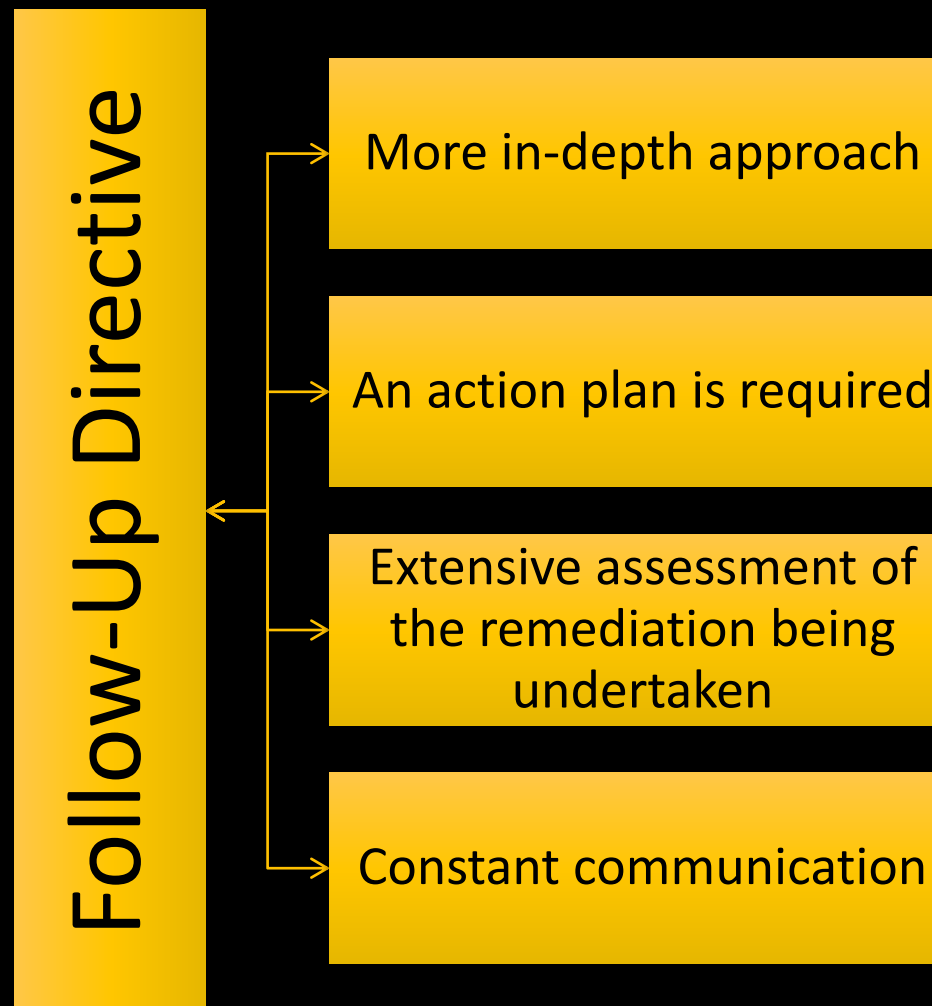 Follow-Up Directive
More in-depth approach
An action plan is required
Extensive assessment of
the remediation being
undertaken
Constant communication